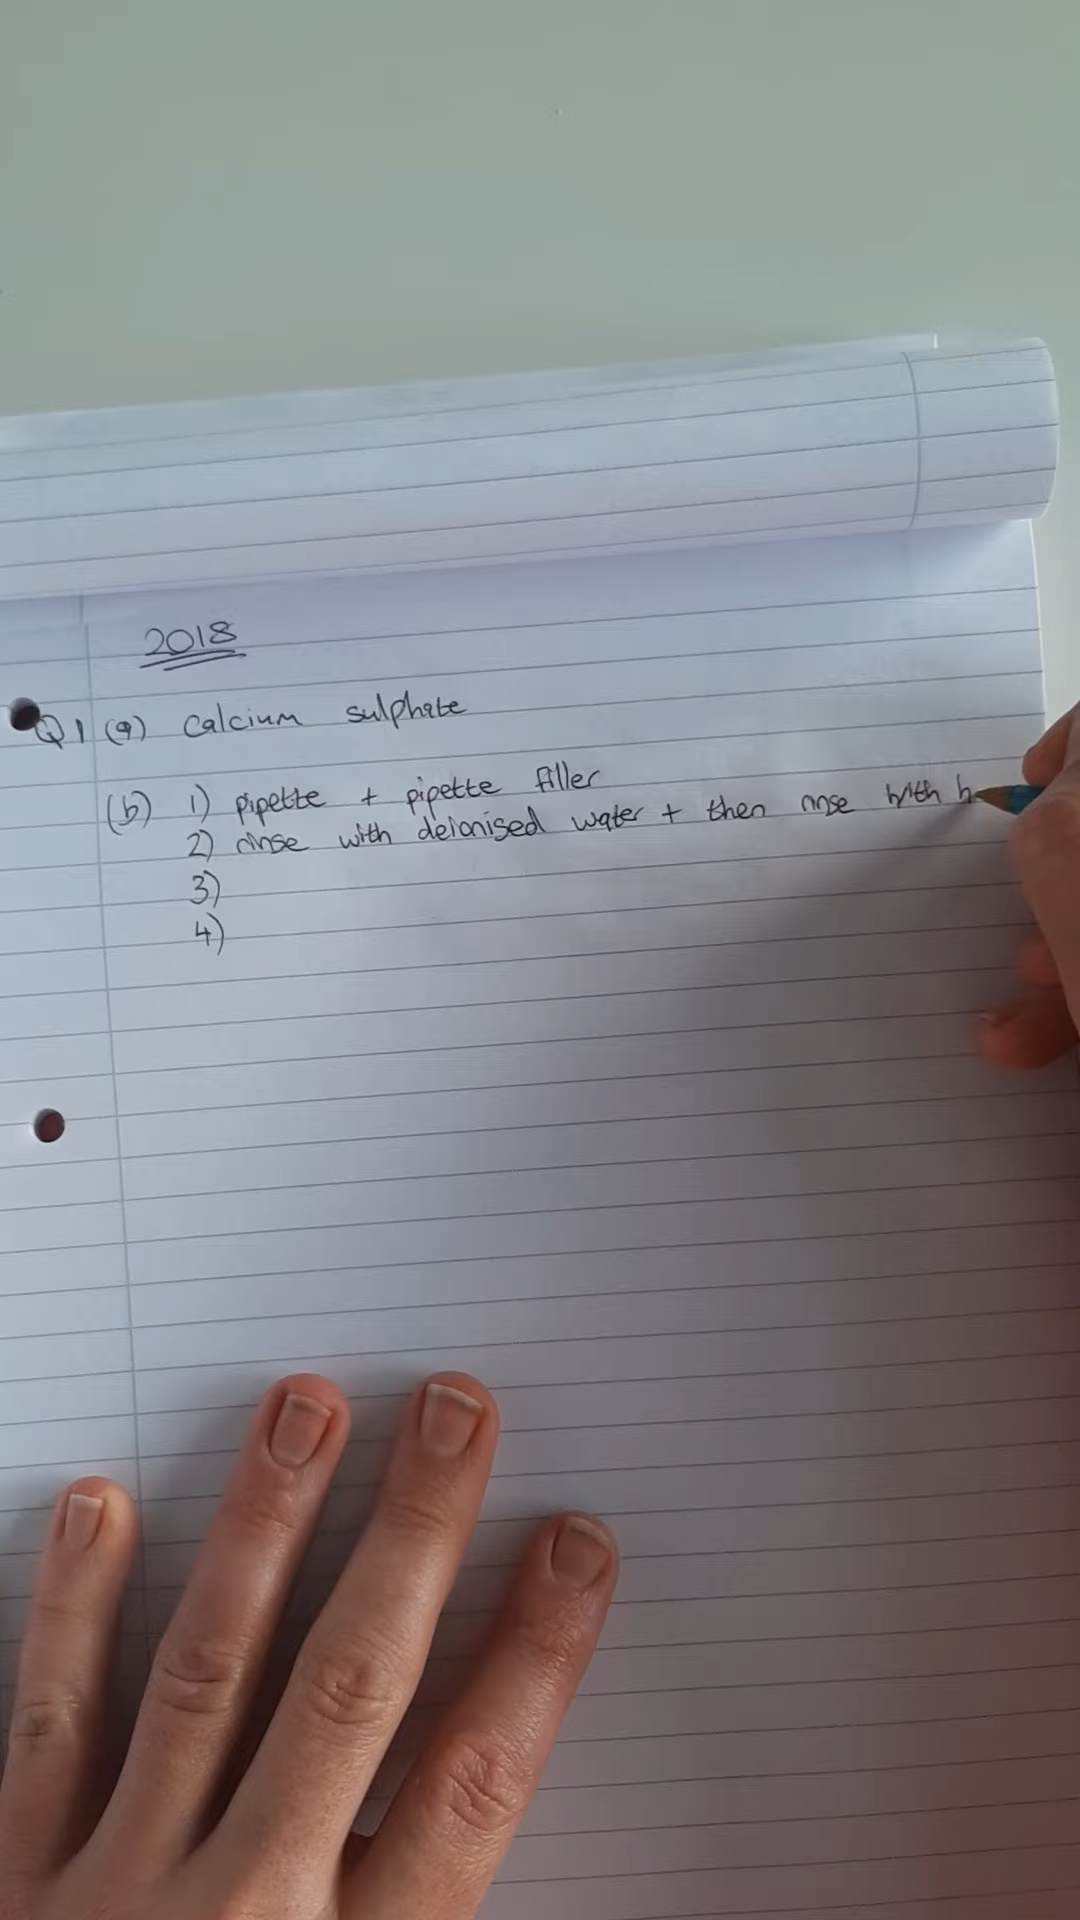 2018
Q1 (a) calcium sulphate
(b) 1) pipette + pipette filler
2) rinse with deionised water + then rinse with h
3)
4)